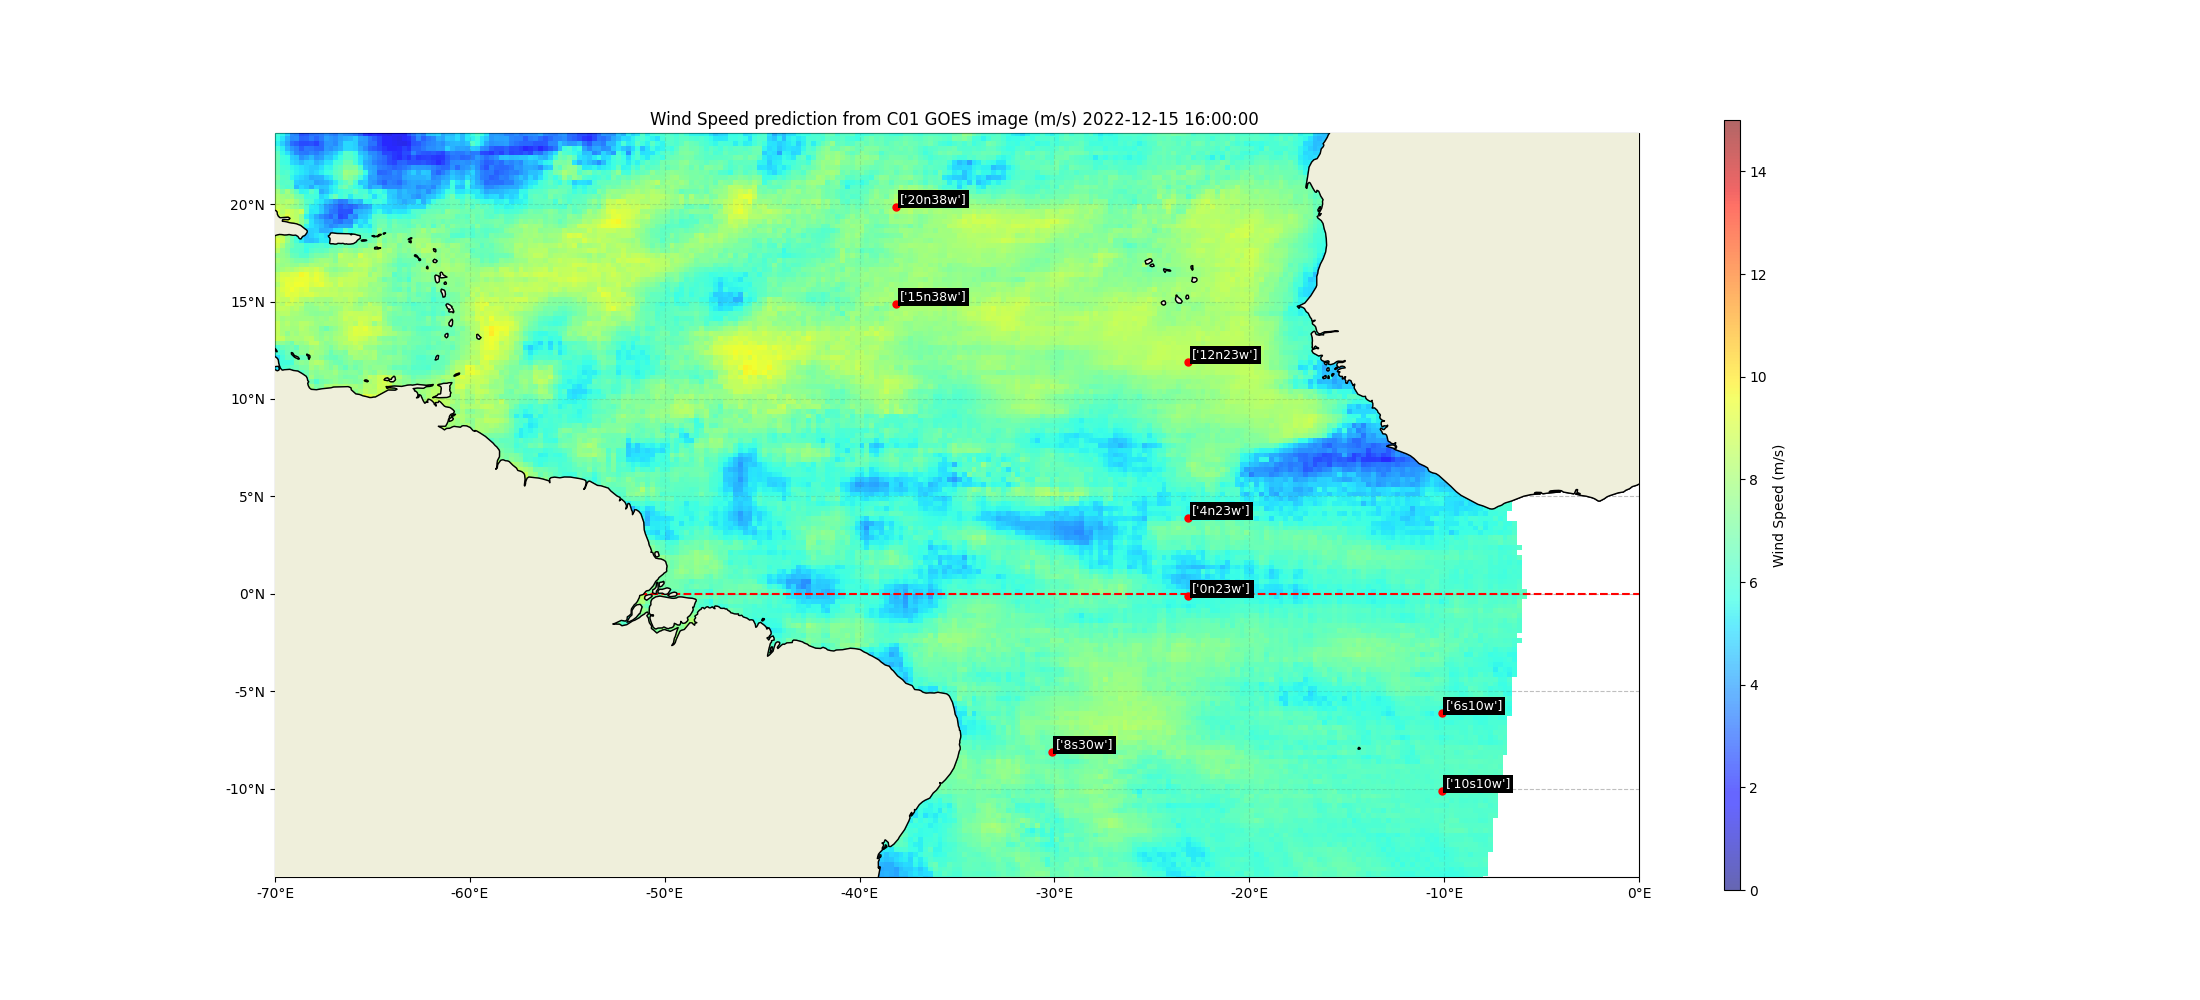 Wind Speed prediction from C01 GOES image (m/s) 2022-12-15 16:00:00
20°N
15°N
10°N
5°N
0°N
-5°N
-10°N
['20n38w']
['15n38w']
['12n23w']
['4n23w']
['0n23w']
['6s10w']
['8s30w']
['10s10w']
-70°E
-60°E
-50°E
-40°E
-30°E
-20°E
-10°E
0°E
14
12
10
8
6
4
2
0
Wind Speed (m/s)